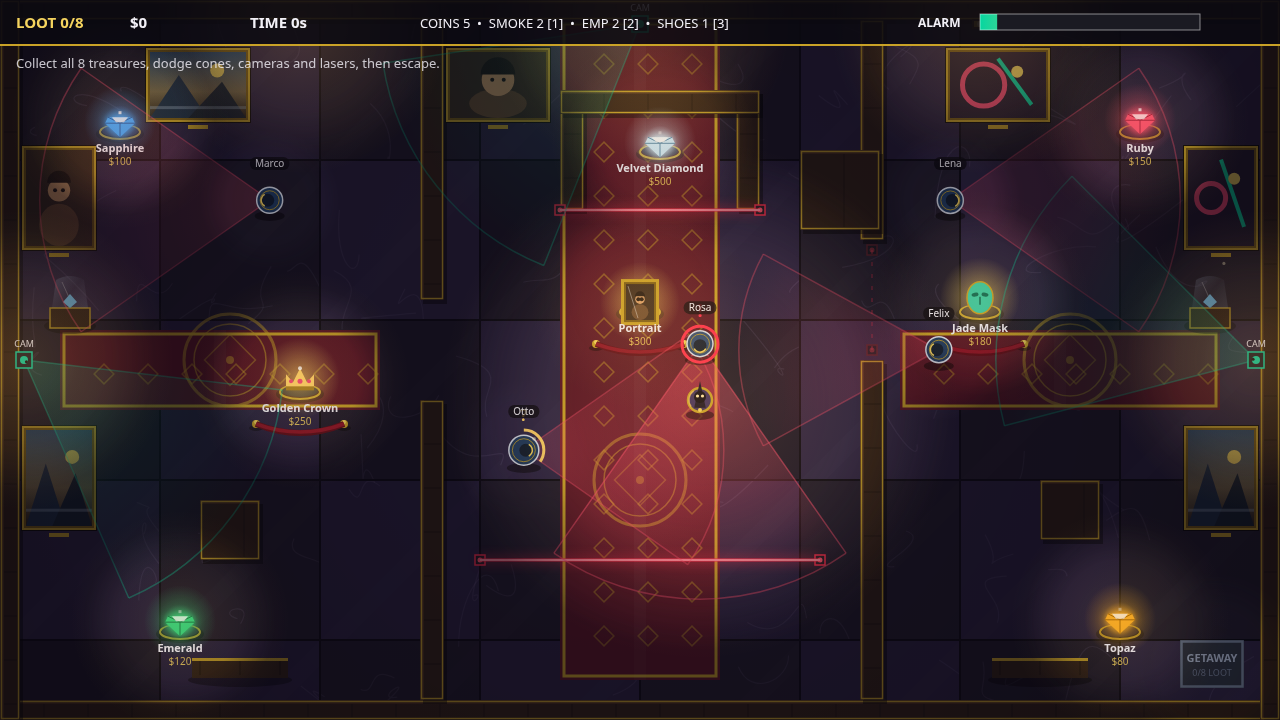 LOOT 0/8 $0 TIME 0s COINS 5 • SMOKE 2 [1] • EMP 2 [2] • SHOES 1 [3] ALARM
CAM
Collect all 8 treasures, dodge cones, cameras and lasers, then escape.
Sapphire
$100
Velvet Diamond
$500
Ruby
$150
Marco
Lena
Rosa
Felix
Portrait
$300
Jade Mask
$180
CAM
CAM
Golden Crown
$250
Otto
Emerald
$120
Topaz
$80
GETAWAY
0/8 LOOT